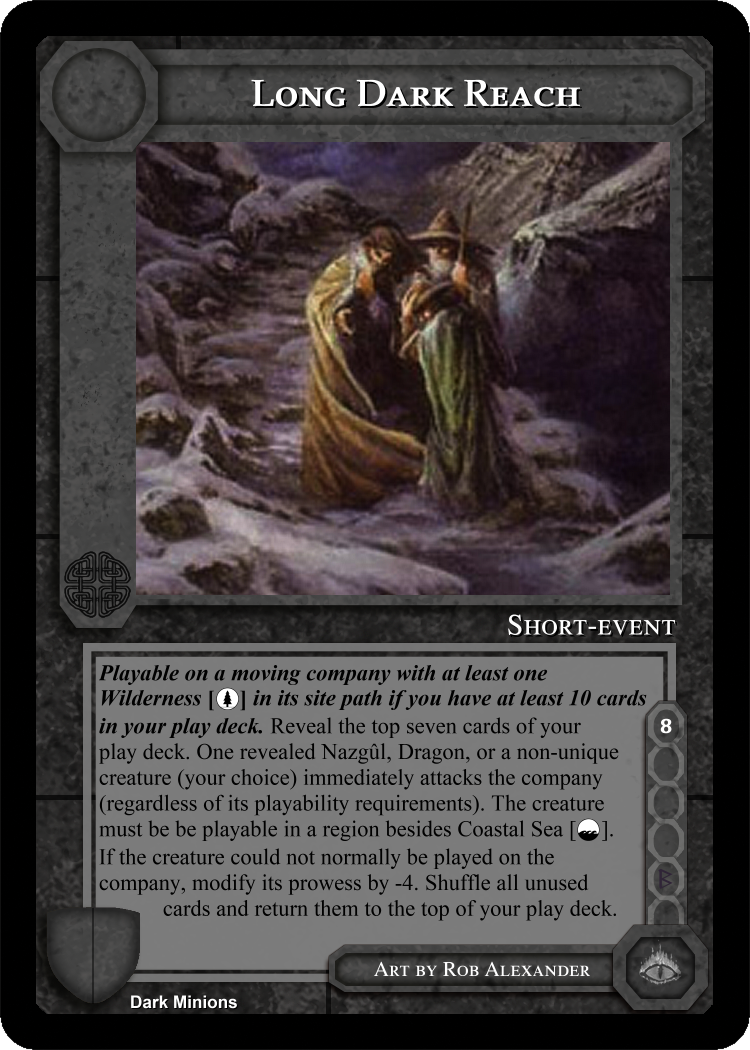 Long Dark Reach
Short-event
Playable on a moving company with at least one
Wilderness [] in its site path if you have at least 10 cards
in your play deck. Reveal the top seven cards of your
play deck. One revealed Nazgûl, Dragon, or a non-unique
creature (your choice) immediately attacks the company
(regardless of its playability requirements). The creature
must be be playable in a region besides Coastal Sea [].
If the creature could not normally be played on the
company, modify its prowess by -4. Shuffle all unused
cards and return them to the top of your play deck.
8
B
Art by Rob Alexander
Dark Minions